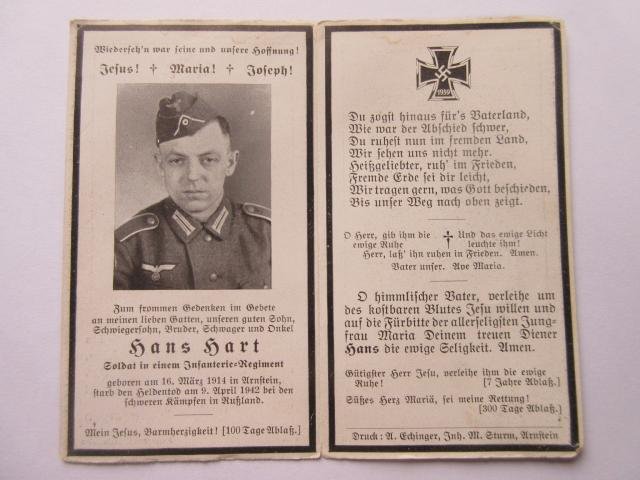 Wiederseh'n war seine und unsere Hoffnung!
Jesus! † Maria! † Joseph!
Zum frommen Gedenken im Gebete
an meinen lieben Gatten, unseren guten Sohn,
Schwiegersohn, Bruder, Schwager und Onkel
Hans Hart
Soldat in einem Infanterie-Regiment
geboren am 16. März 1914 in Arnstein,
starb den Heldentod am 9. April 1942 bei den
schweren Kämpfen in Rußland.
Mein Jesus, Barmherzigkeit! [100 Tage Ablaß.]
1939
Du zogst hinaus für's Vaterland,
Wie war der Abschied schwer,
Du ruhest nun im fremden Land,
Wir sehen uns nicht mehr.
Heißgeliebter, ruh' im Frieden,
Fremde Erde sei dir leicht,
Wir tragen gern, was Gott beschieden,
Bis unser Weg nach oben zeigt.
O Herr, gib ihm die † Und das ewige Licht
ewige Ruhe leuchte ihm!
Herr, laß' ihn ruhen in Frieden. Amen.
Vater unser. Ave Maria.
O himmlischer Vater, verleihe um
des kostbaren Blutes Jesu willen und
auf die Fürbitte der allerseligsten Jung-
frau Maria Deinem treuen Diener
Hans die ewige Seligkeit. Amen.
Gütigster Herr Jesu, verleihe ihm die ewige
Ruhe! [7 Jahre Ablaß.]
Süßes Herz Mariä, sei meine Rettung!
[300 Tage Ablaß.]
Druck: A. Echinger, Inh. M. Sturm, Arnstein